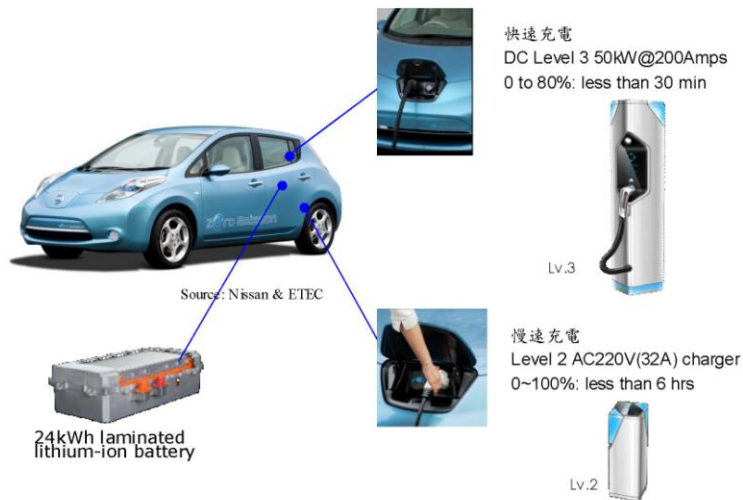 快速充電
DC Level 3 50kW@200Amps
0 to 80%: less than 30 min
Lv.3
Zero Emission
Source: Nissan & ETEC
慢速充電
Level 2 AC220V(32A) charger
0~100%: less than 6 hrs
Lv.2
24kWh laminated
lithium-ion battery